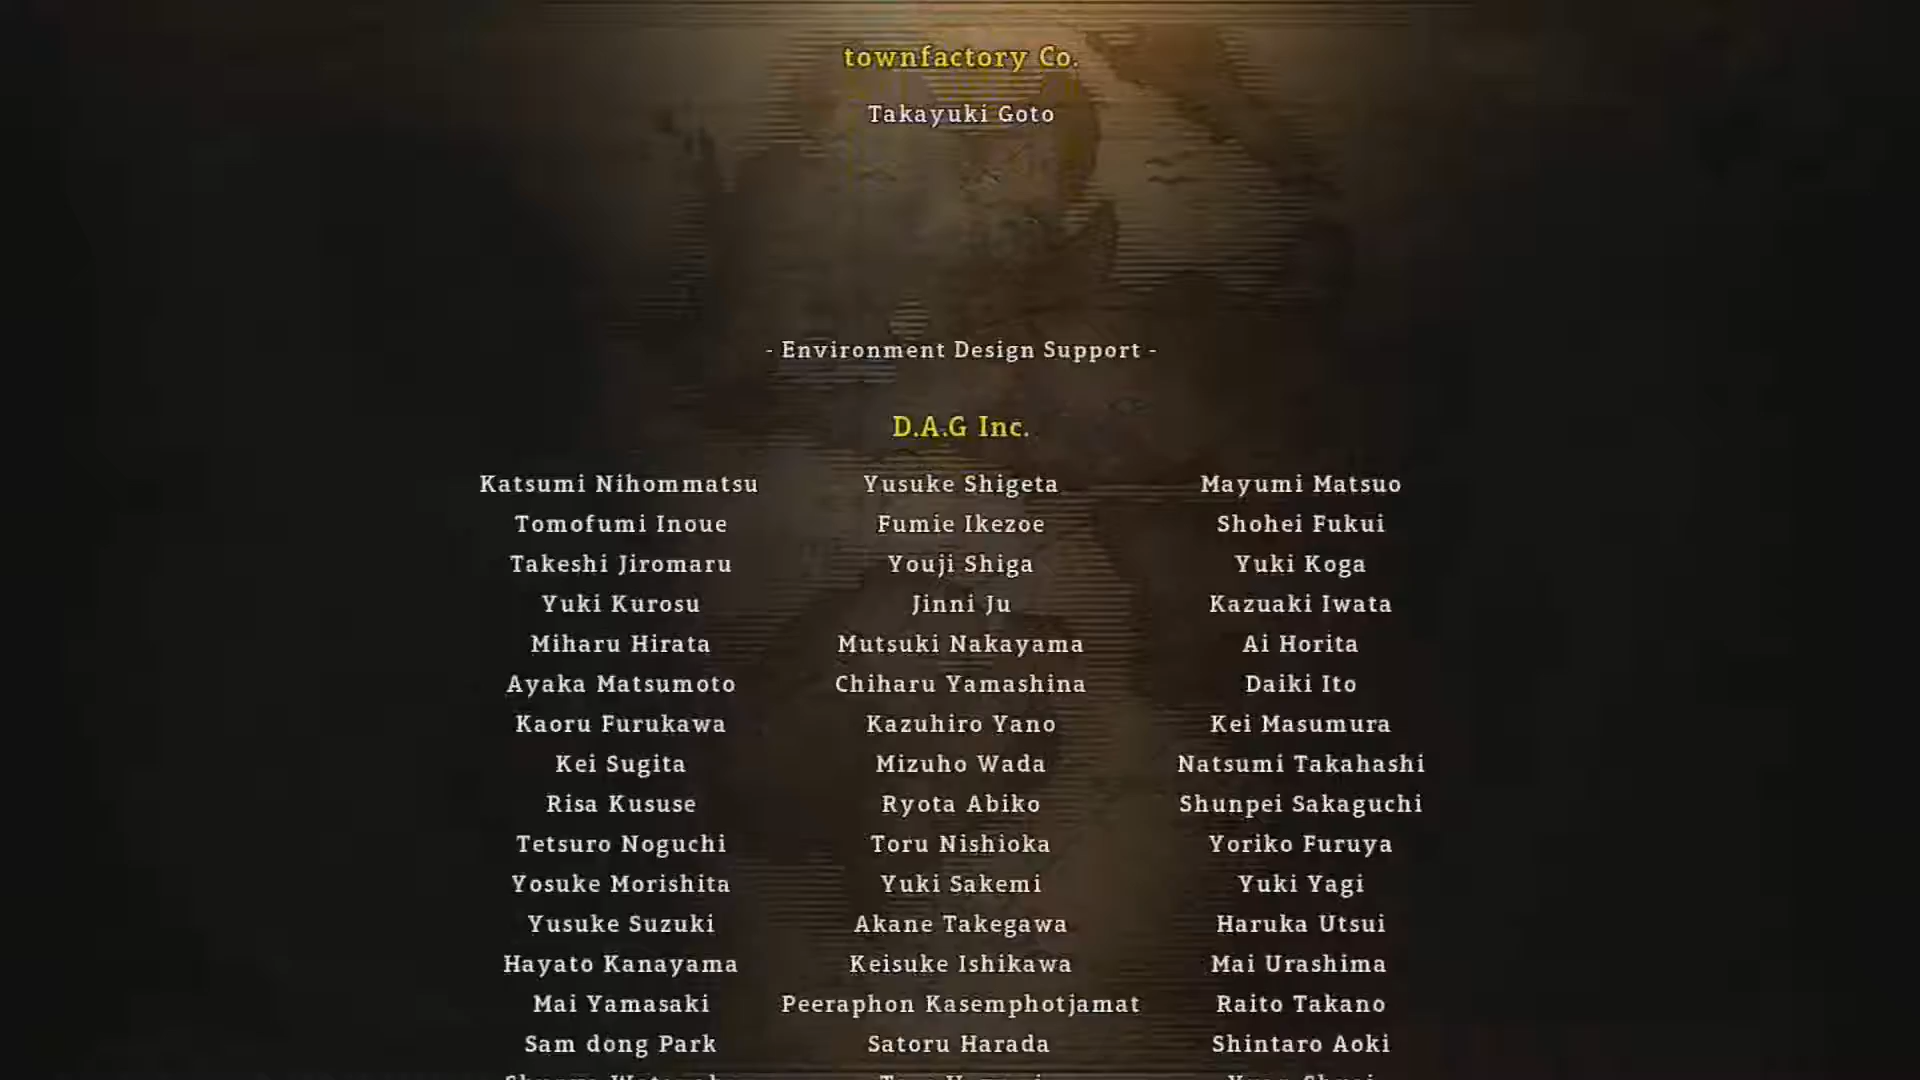 townfactory Co.
Takayuki Goto
- Environment Design Support -
D.A.G Inc.
Katsumi Nihommatsu Yusuke Shigeta Mayumi Matsuo
Tomofumi Inoue Fumie Ikezoe Shohei Fukui
Takeshi Jiromaru Youji Shiga Yuki Koga
Yuki Kurosu Jinni Ju Kazuaki Iwata
Miharu Hirata Mutsuki Nakayama Ai Horita
Ayaka Matsumoto Chiharu Yamashina Daiki Ito
Kaoru Furukawa Kazuhiro Yano Kei Masumura
Kei Sugita Mizuho Wada Natsumi Takahashi
Risa Kususe Ryota Abiko Shunpei Sakaguchi
Tetsuro Noguchi Toru Nishioka Yoriko Furuya
Yosuke Morishita Yuki Sakemi Yuki Yagi
Yusuke Suzuki Akane Takegawa Haruka Utsui
Hayato Kanayama Keisuke Ishikawa Mai Urashima
Mai Yamasaki Peeraphon Kasemphotjamat Raito Takano
Sam dong Park Satoru Harada Shintaro Aoki